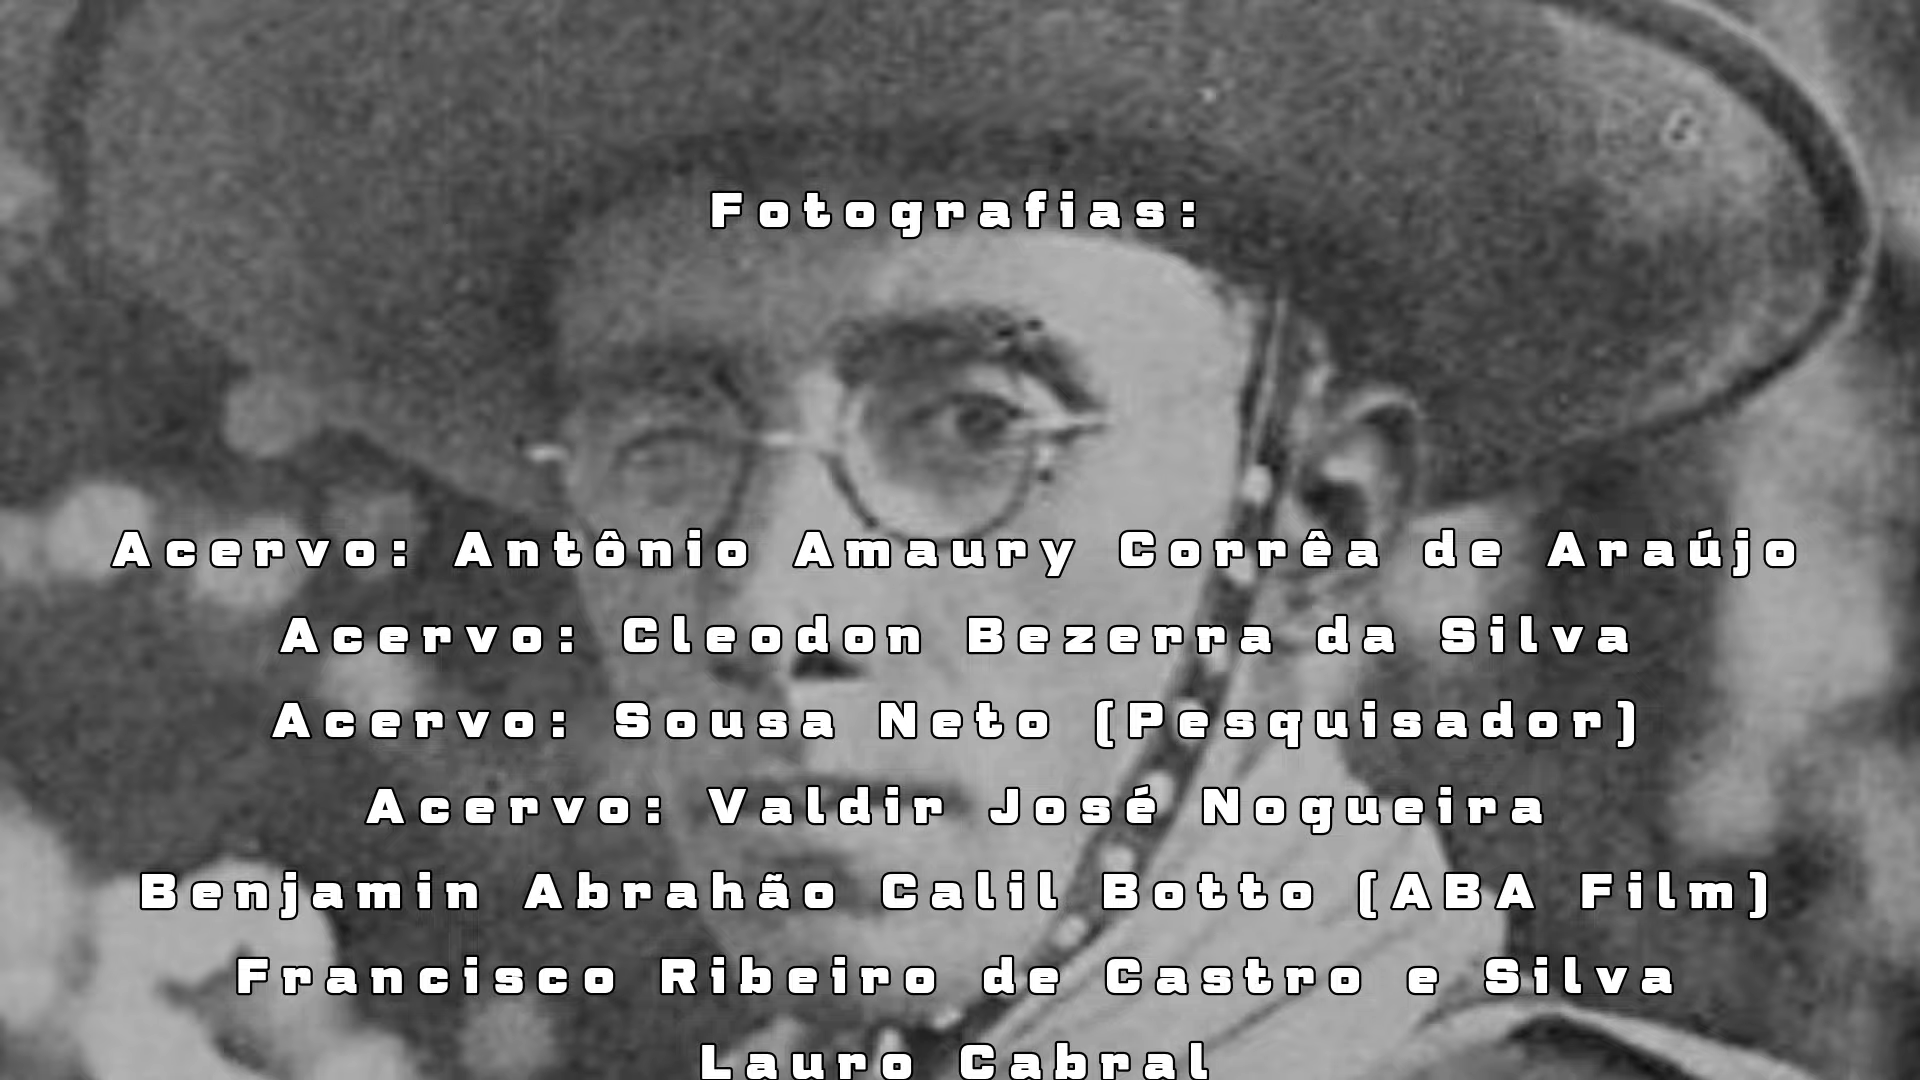 Fotografias:
Acervo: Antônio Amaury Corrêa de Araújo
Acervo: Cleodon Bezerra da Silva
Acervo: Sousa Neto (Pesquisador)
Acervo: Valdir José Nogueira
Benjamin Abrahão Calil Botto (ABA Film)
Francisco Ribeiro de Castro e Silva
Lauro Cabral